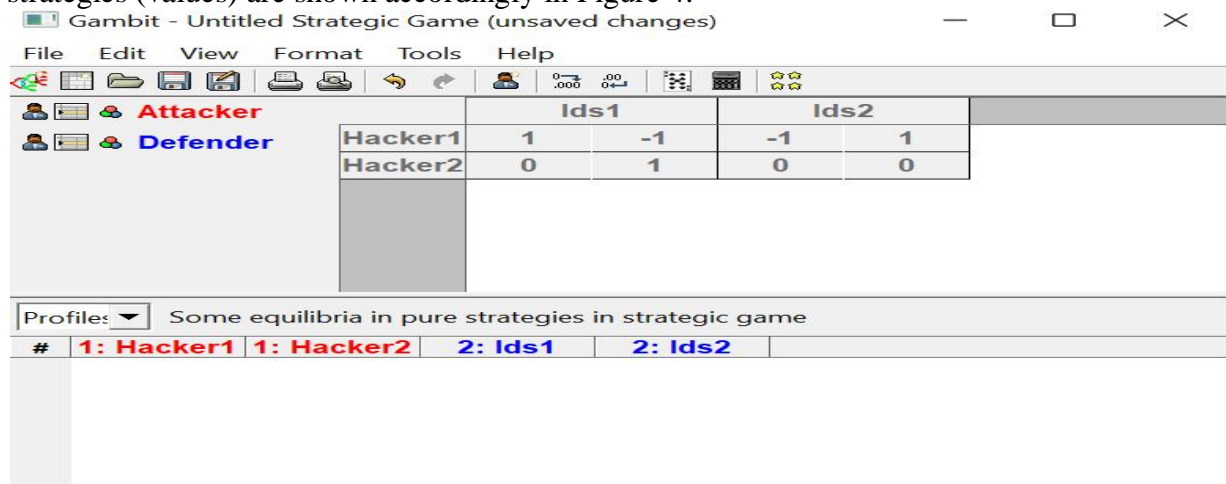 strategies (values) are shown accordingly in Figure 4.
Gambit - Untitled Strategic Game (unsaved changes)
File Edit View Format Tools Help
Attacker Ids1 Ids2
Defender Hacker1 1 -1 -1 1
Hacker2 0 1 0 0
Profiles Some equilibria in pure strategies in strategic game
# 1: Hacker1 1: Hacker2 2: Ids1 2: Ids2